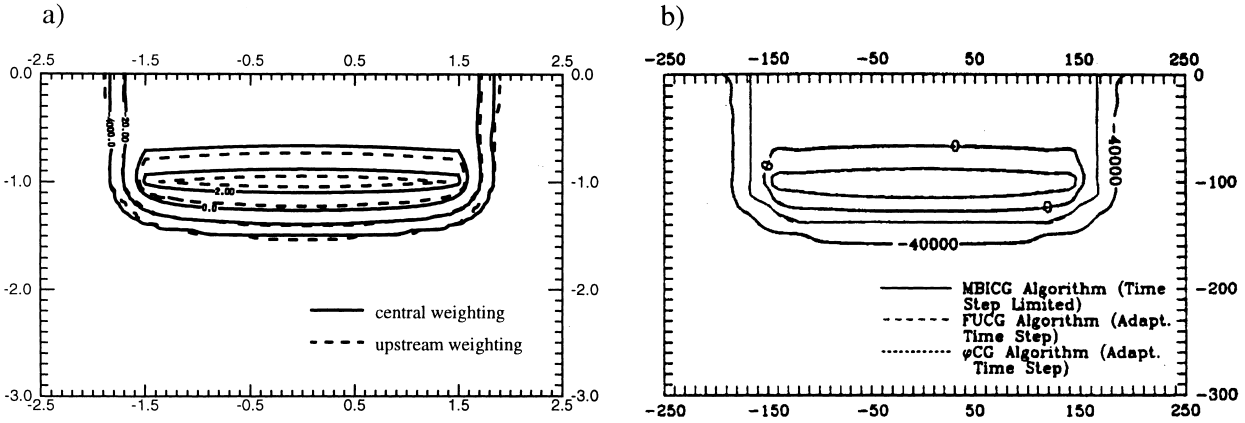 a)
-2.5 -1.5 -0.5 0.5 1.5 2.5
0.0 0.0
4000.0
20.00
-1.0 -1.0
2.00
0.0
-2.0 -2.0
central weighting
upstream weighting
-3.0 -3.0
-2.5 -1.5 -0.5 0.5 1.5 2.5
b)
-250 -150 -50 50 150 250
0
0
0
-40000
-100
0
-40000
MBICG Algorithm (Time
Step Limited)
-200
FUCG Algorithm (Adapt.
Time Step)
φCG Algorithm (Adapt.
Time Step)
-300
-250 -150 -50 50 150 250